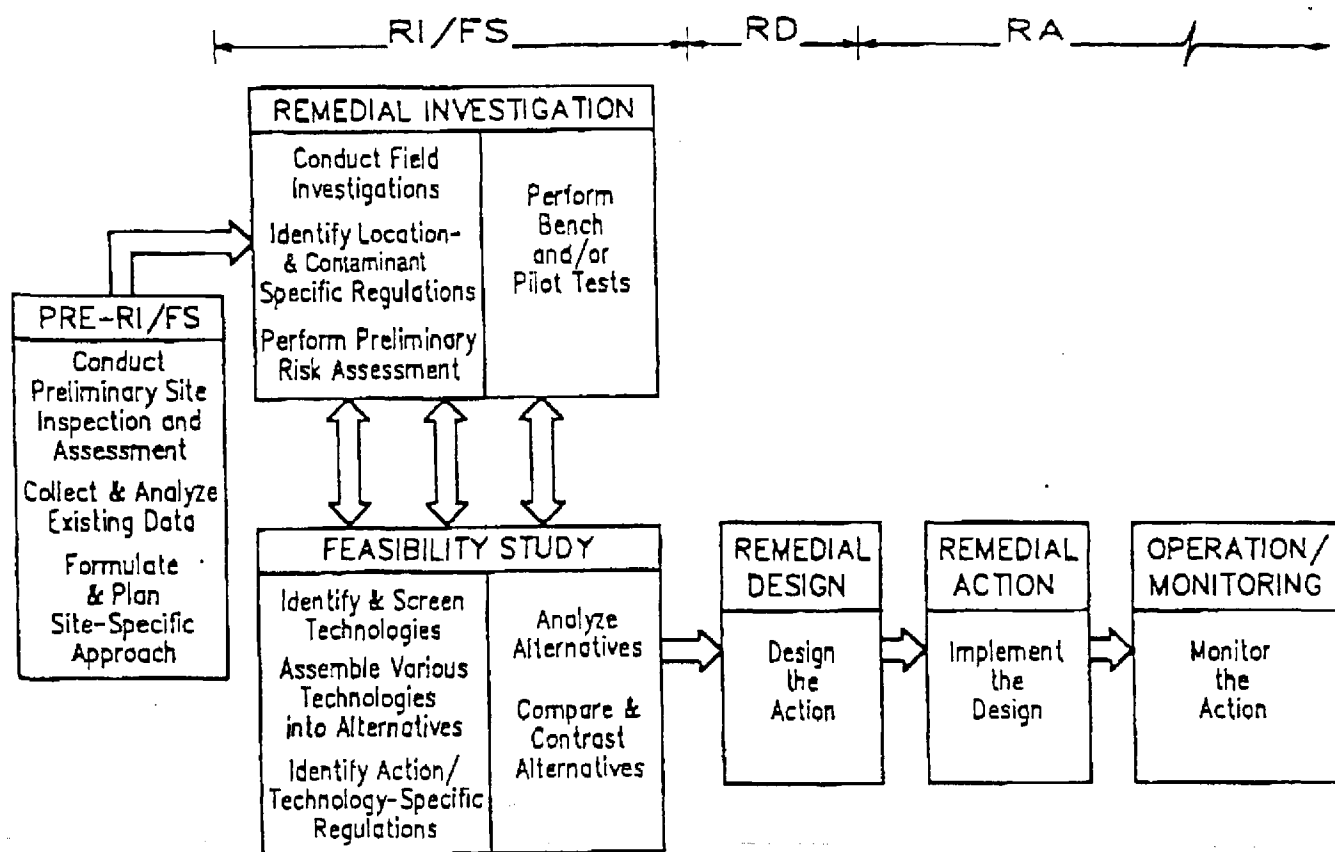 RI/FS
RD
RA
REMEDIAL INVESTIGATION
Conduct Field
Investigations
Identify Location-
& Contaminant
Specific Regulations
Perform Preliminary
Risk Assessment
Perform
Bench
and/or
Pilot Tests
PRE-RI/FS
Conduct
Preliminary Site
Inspection and
Assessment
Collect & Analyze
Existing Data
Formulate
& Plan
Site-Specific
Approach
FEASIBILITY STUDY
Identify & Screen
Technologies
Assemble Various
Technologies
into Alternatives
Identify Action/
Technology-Specific
Regulations
Analyze
Alternatives
Compare &
Contrast
Alternatives
REMEDIAL
DESIGN
Design
the
Action
REMEDIAL
ACTION
Implement
the
Design
OPERATION/
MONITORING
Monitor
the
Action